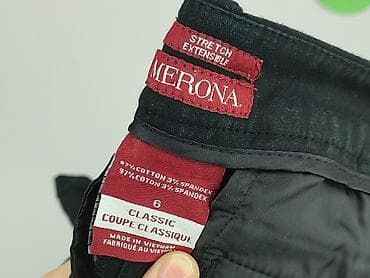 STRETCH
EXTENSIBLE
MERONA
97% COTTON 3% SPANDEX
97% COTON 3% SPANDEX
6
CLASSIC
COUPE CLASSIQUE
MADE IN VIETNAM
FABRIQUÉ AU VIETNAM